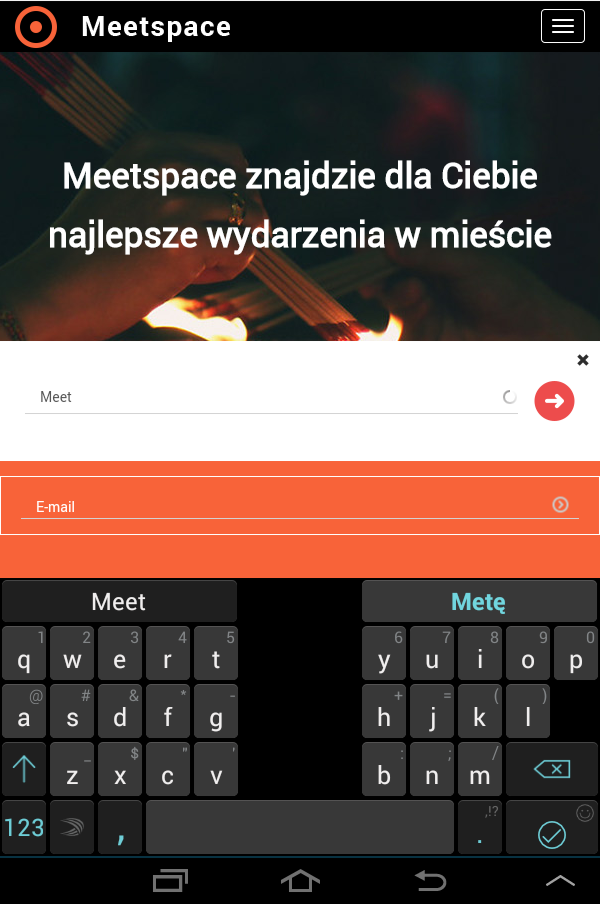 Meetspace
Meetspace znajdzie dla Ciebie
najlepsze wydarzenia w mieście
Meet
E-mail
Meet Metę
1 2 3 4 5 6 7 8 9 0
q w e r t y u i o p
@ # & * - + = ( )
a s d f g h j k l
_ $ " ' : ; /
z x c v b n m
,!?
123 , .